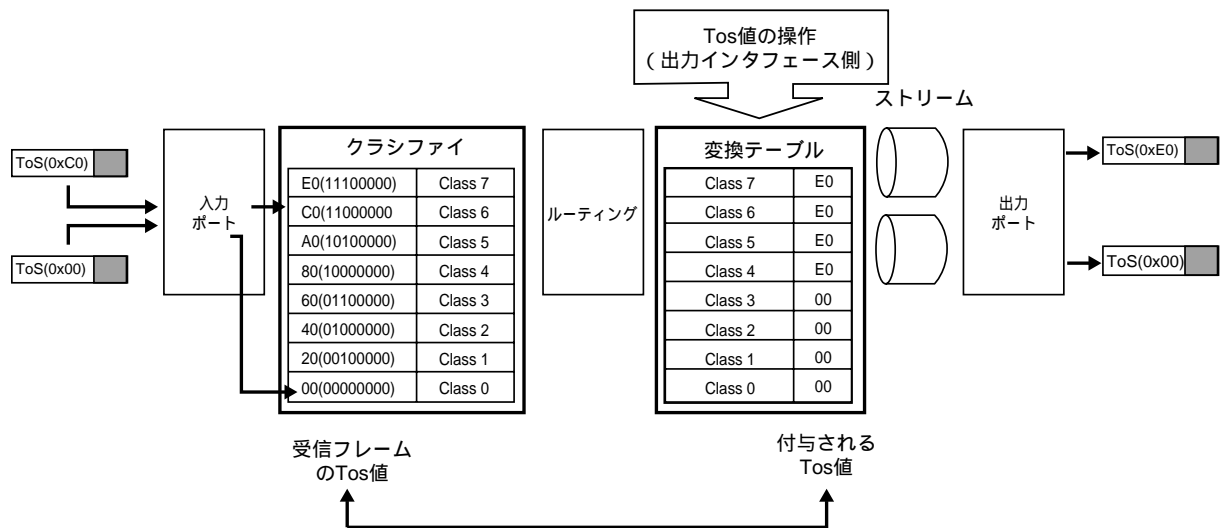 Tos値の操作
(出力インタフェース側)
ストリーム
ToS(0xC0)
ToS(0x00)
入力
ポート
クラシファイ
E0(11100000) Class 7
C0(11000000 Class 6
A0(10100000) Class 5
80(10000000) Class 4
60(01100000) Class 3
40(01000000) Class 2
20(00100000) Class 1
00(00000000) Class 0
ルーティング
変換テーブル
Class 7 E0
Class 6 E0
Class 5 E0
Class 4 E0
Class 3 00
Class 2 00
Class 1 00
Class 0 00
出力
ポート
ToS(0xE0)
ToS(0x00)
受信フレーム
のTos値
付与される
Tos値